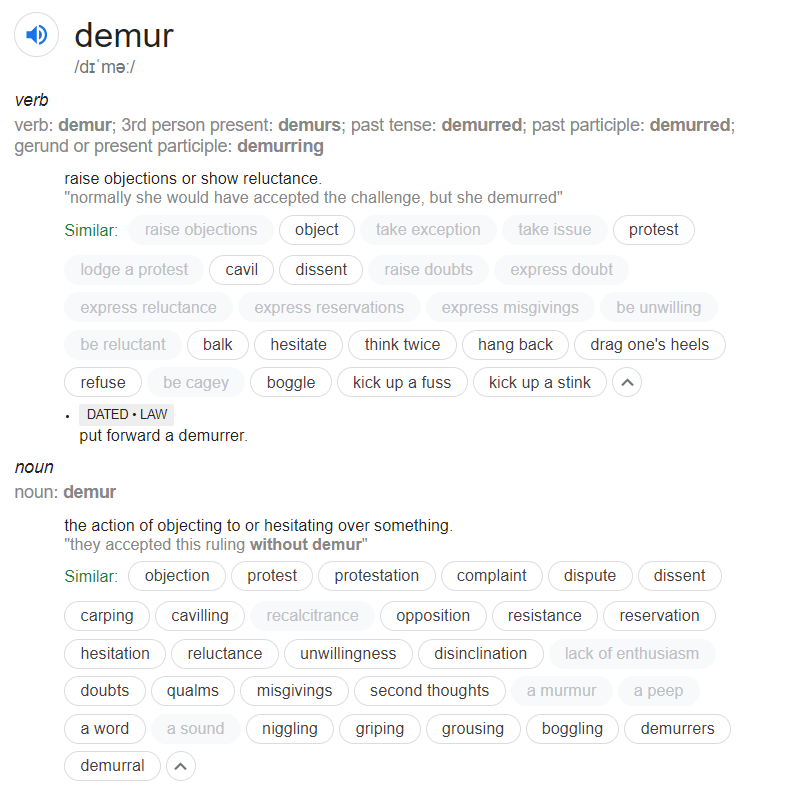 demur
/dɪˈməː/
verb
verb: demur; 3rd person present: demurs; past tense: demurred; past participle: demurred;
gerund or present participle: demurring
raise objections or show reluctance.
"normally she would have accepted the challenge, but she demurred"
Similar: raise objections object take exception take issue protest
lodge a protest cavil dissent raise doubts express doubt
express reluctance express reservations express misgivings be unwilling
be reluctant balk hesitate think twice hang back drag one's heels
refuse be cagey boggle kick up a fuss kick up a stink
DATED • LAW
put forward a demurrer.
noun
noun: demur
the action of objecting to or hesitating over something.
"they accepted this ruling without demur"
Similar: objection protest protestation complaint dispute dissent
carping cavilling recalcitrance opposition resistance reservation
hesitation reluctance unwillingness disinclination lack of enthusiasm
doubts qualms misgivings second thoughts a murmur a peep
a word a sound niggling griping grousing boggling demurrers
demurral